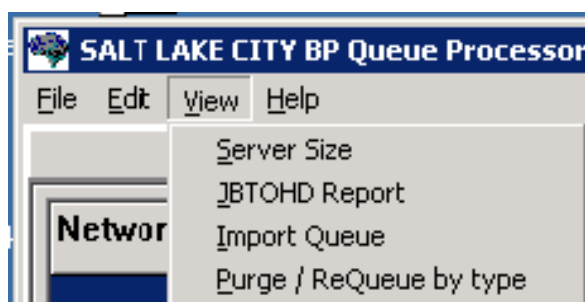 SALT LAKE CITY BP Queue Processor
File Edit View Help
Server Size
JBTOHD Report
Networ
Import Queue
Purge / ReQueue by type